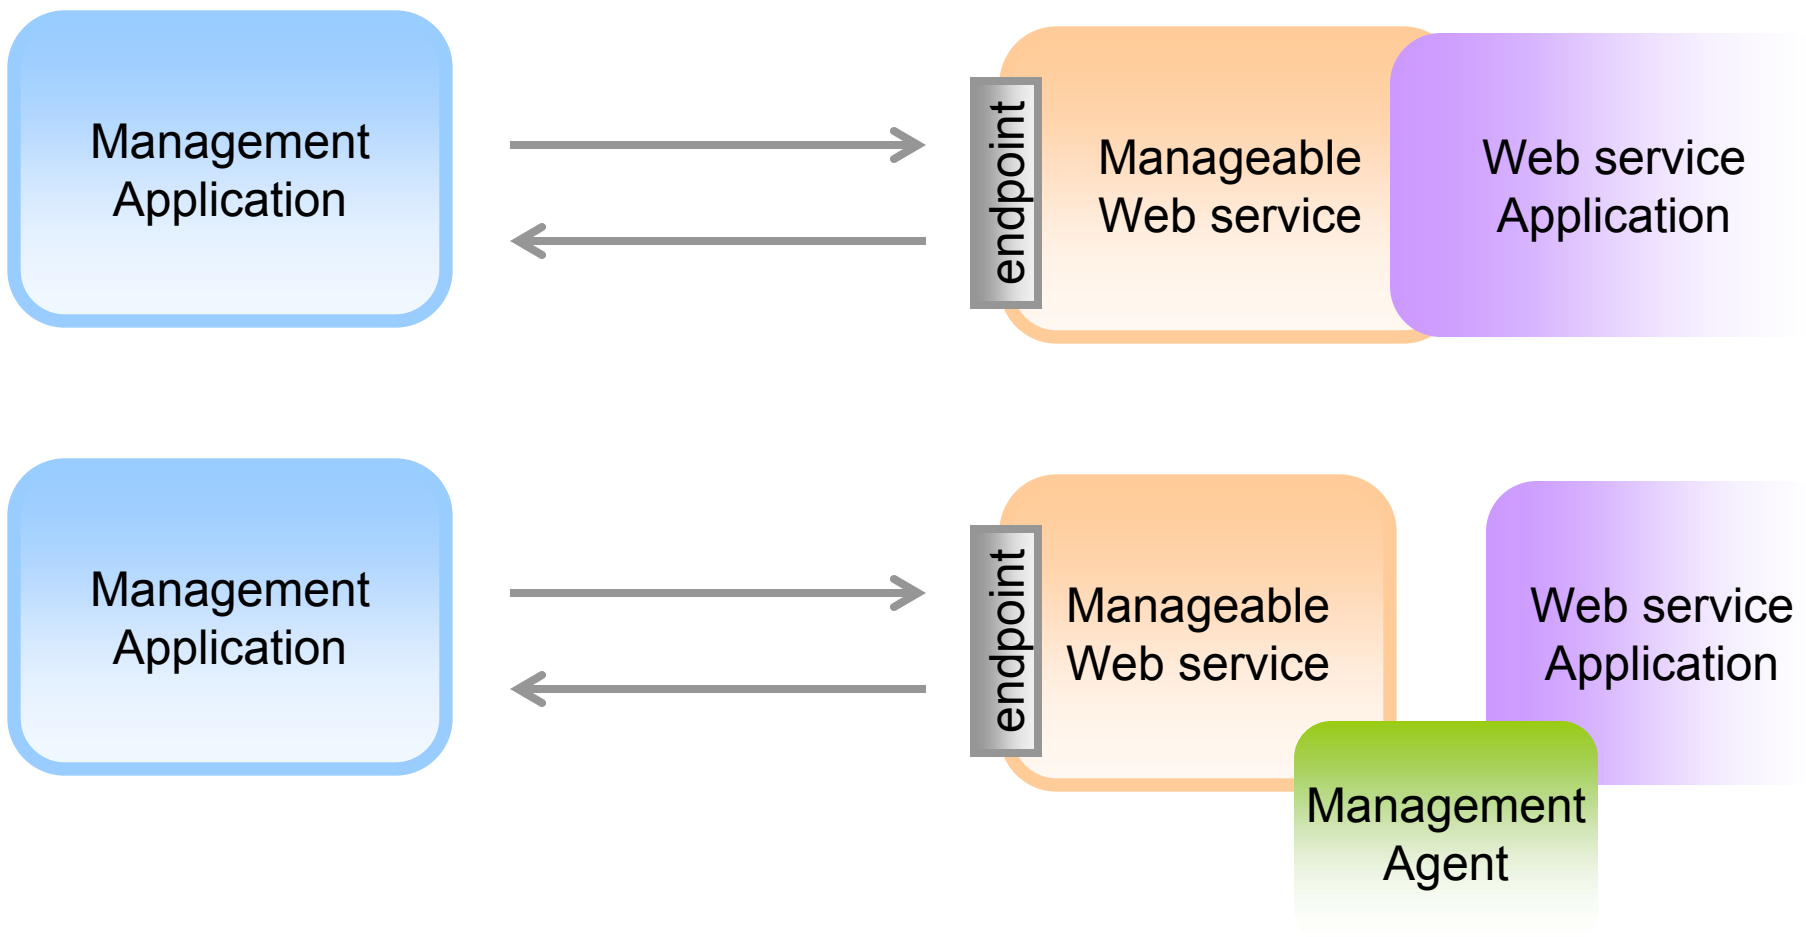 Management
Application
endpoint
Manageable
Web service
Web service
Application
Management
Application
endpoint
Manageable
Web service
Web service
Application
Management
Agent